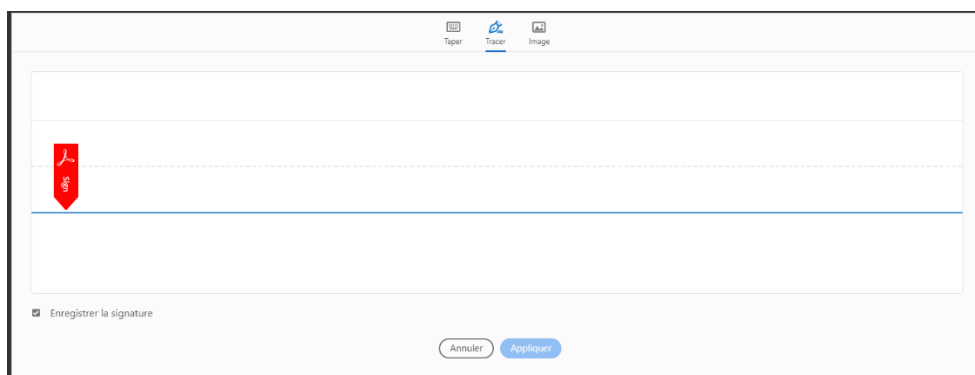 Taper Tracer Image
Sign
Enregistrer la signature
Annuler Appliquer